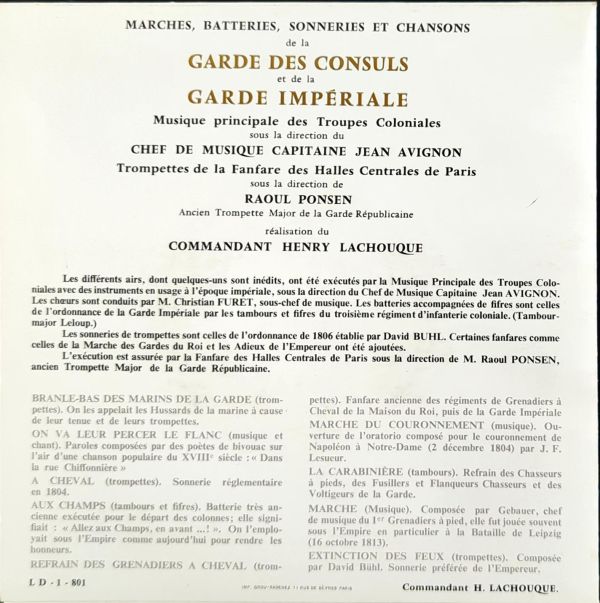 MARCHES, BATTERIES, SONNERIES ET CHANSONS
de la
GARDE DES CONSULS
et de la
GARDE IMPÉRIALE
Musique principale des Troupes Coloniales
sous la direction du
CHEF DE MUSIQUE CAPITAINE JEAN AVIGNON
Trompettes de la Fanfare des Halles Centrales de Paris
sous la direction de
RAOUL PONSEN
Ancien Trompette Major de la Garde Républicaine
réalisation du
COMMANDANT HENRY LACHOUQUE
Les différents airs, dont quelques-uns sont inédits, ont été exécutés par la Musique Principale des Troupes Colo-
niales avec des instruments en usage à l'époque impériale, sous la direction du Chef de Musique Capitaine Jean AVIGNON.
Les chœurs sont conduits par M. Christian FURET, sous-chef de musique. Les batteries accompagnées de fifres sont celles
de l'ordonnance de la Garde Impériale par les tambours et fifres du troisième régiment d'infanterie coloniale. (Tambour-
major Leloup.)
Les sonneries de trompettes sont celles de l'ordonnance de 1806 établie par David BUHL. Certaines fanfares comme
celles de la Marche des Gardes du Roi et les Adieux de l'Empereur ont été ajoutées.
L'exécution est assurée par la Fanfare des Halles Centrales de Paris sous la direction de M. Raoul PONSEN,
ancien Trompette Major de la Garde Républicaine.
BRANLE-BAS DES MARINS DE LA GARDE (trom-
pettes). On les appelait les Hussards de la marine à cause
de leur tenue et de leurs trompettes.
ON VA LEUR PERCER LE FLANC (musique et
chant). Paroles composées par des poètes de bivouac sur
l'air d'une chanson populaire du XVIIIe siècle : « Dans
la rue Chiffonnière »
A CHEVAL (trompettes). Sonnerie réglementaire
en 1804.
AUX CHAMPS (tambours et fifres). Batterie très an-
cienne exécutée pour le départ des colonnes; elle signi-
fiait : « Allez aux Champs, en avant ...! ». On l'employ-
ait sous l'Empire comme aujourd'hui pour rendre les
honneurs.
REFRAIN DES GRENADIERS A CHEVAL (trom-
pettes). Fanfare ancienne des régiments de Grenadiers à
Cheval de la Maison du Roi, puis de la Garde Impériale
MARCHE DU COURONNEMENT (musique). Ou-
verture de l'oratorio composé pour le couronnement de
Napoléon à Notre-Dame (2 décembre 1804) par J. F.
Lesueur.
LA CARABINIÈRE (tambours). Refrain des Chasseurs
à pieds, des Fusillers et Flanqueurs Chasseurs et des
Voltigeurs de la Garde.
MARCHE (Musique). Composée par Gebauer, chef
de musique du 1er Grenadiers à pied, elle fut jouée souvent
sous l'Empire en particulier à la Bataille de Leipzig
(16 octobre 1813).
EXTINCTION DES FEUX (trompettes). Composée
par David Bühl. Sonnerie préférée de l'Empereur.
LD - 1 - 801
IMP. GROU-RADENEZ 11 RUE DE SÈVRES PARIS
Commandant H. LACHOUQUE.